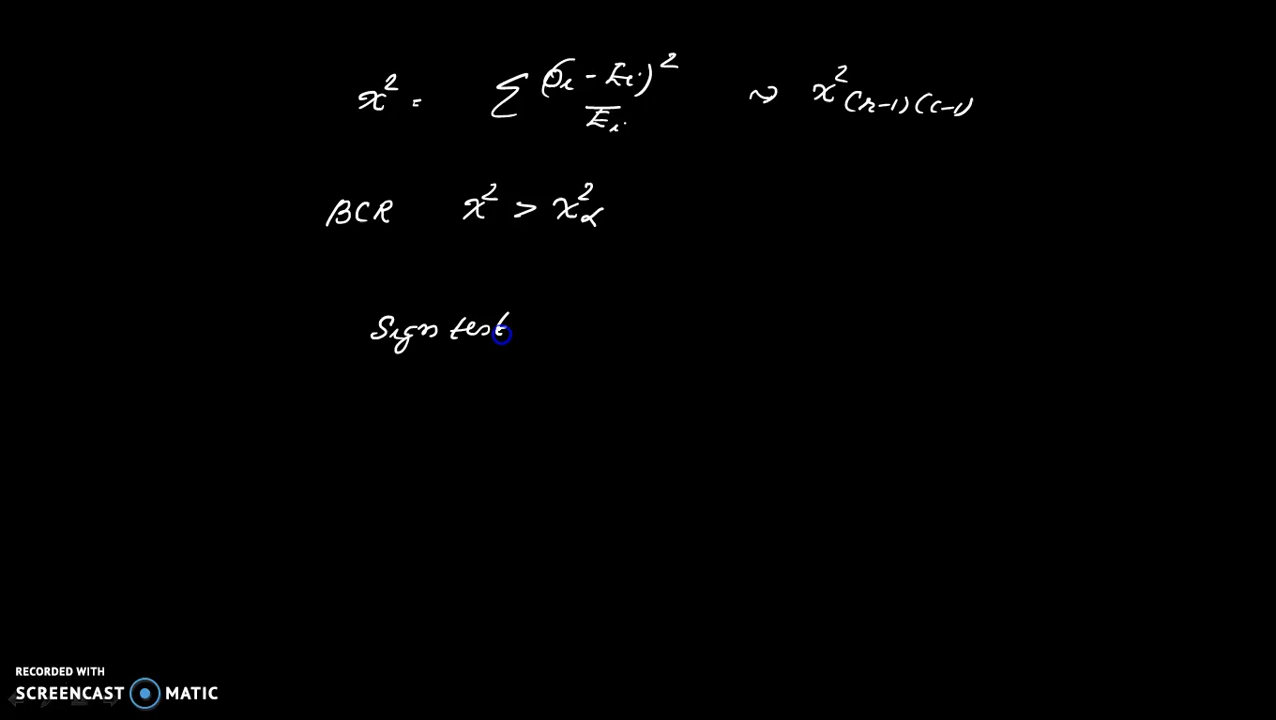 χ² = Σ (Oi - Ei)² / Ei ~ χ²(r-1)(c-1)
BCR χ² > χ²α
Sign test
RECORDED WITH
SCREENCAST MATIC